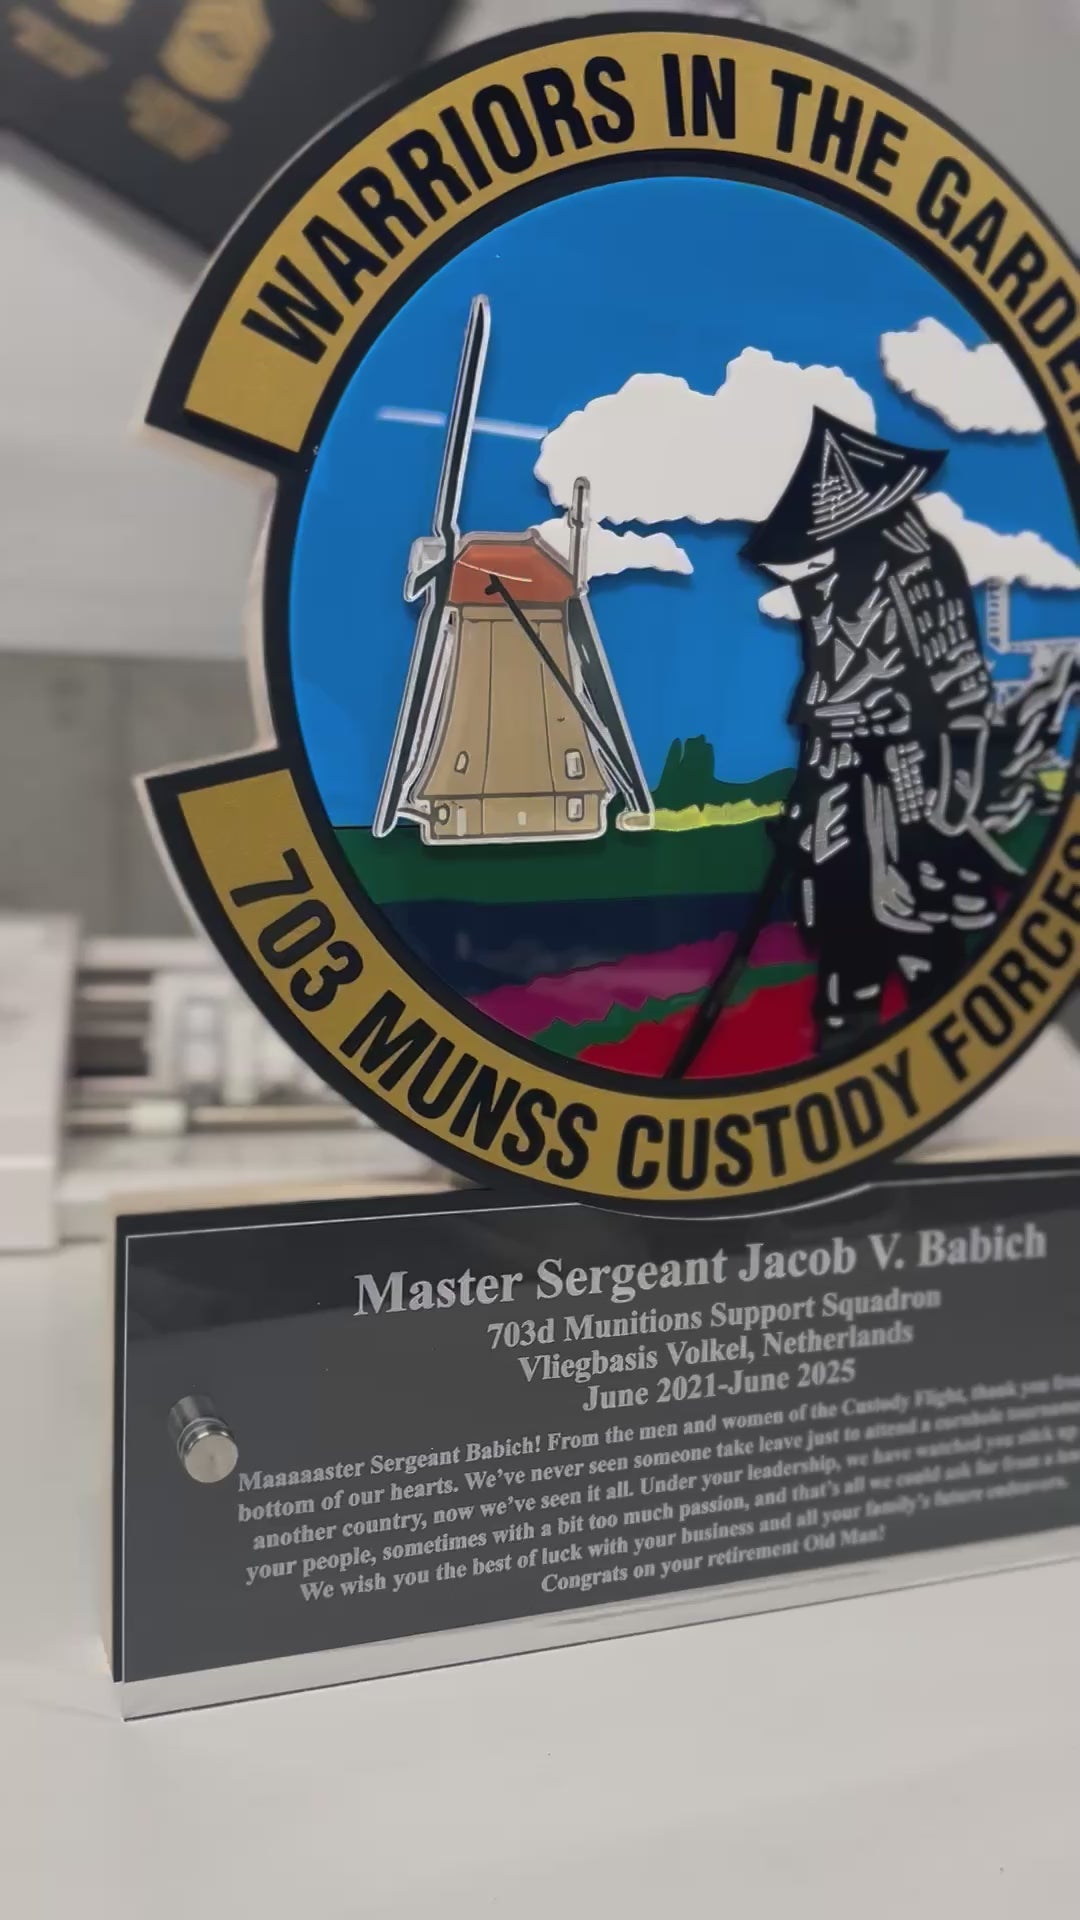 WARRIORS IN THE GARDEN
703 MUNSS CUSTODY FORCES
Master Sergeant Jacob V. Babich
703d Munitions Support Squadron
Vliegbasis Volkel, Netherlands
June 2021-June 2025
Maaaaaster Sergeant Babich! From the men and women of the Custody Flight, thank you from
bottom of our hearts. We've never seen someone take leave just to attend a cornhole tournament
another country, now we've seen it all. Under your leadership, we have watched you stick up
your people, sometimes with a bit too much passion, and that's all we could ask for from a
We wish you the best of luck with your business and all your family's future endeavors.
Congrats on your retirement Old Man!